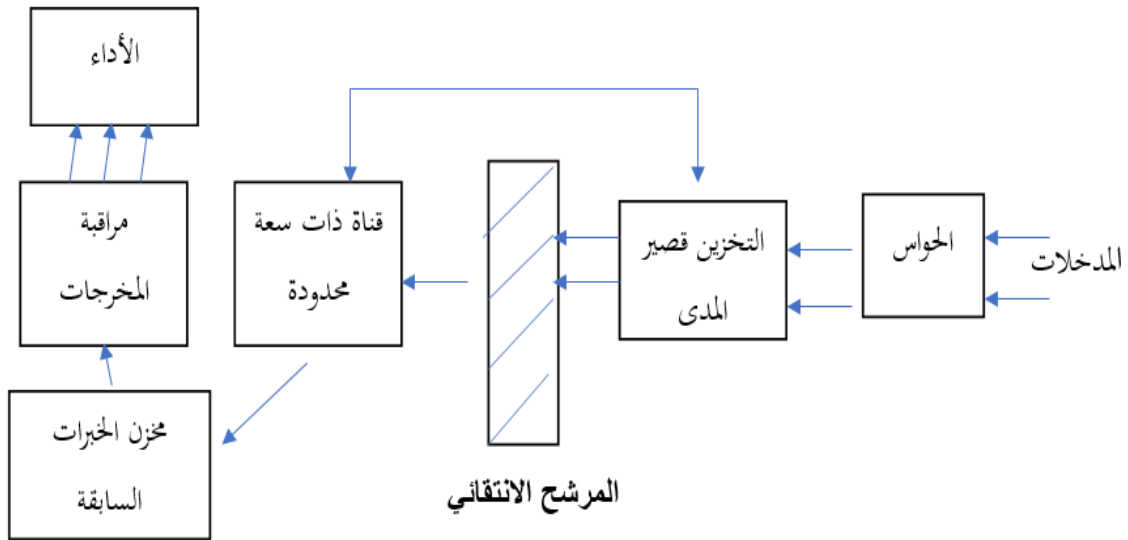 الأداء
مراقبة
المخرجات
قناة ذات سعة
محدودة
التخزين قصير
المدى
الحواس
المدخلات
مخزن الخبرات
السابقة
المرشح الانتقائي